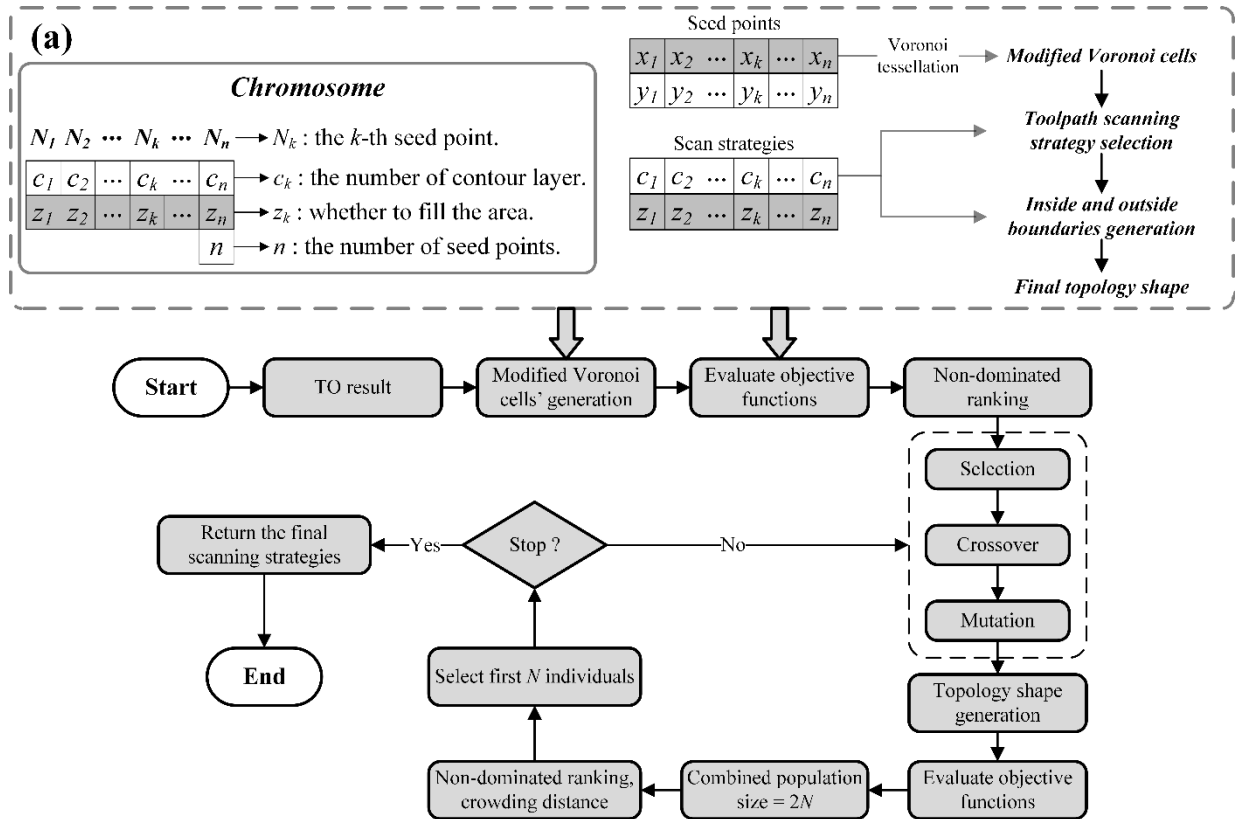 (a)
Chromosome
N1 N2 ··· Nk ··· Nn
Nk : the k-th seed point.
c1 c2 ··· ck ··· cn
ck : the number of contour layer.
z1 z2 ··· zk ··· zn
zk : whether to fill the area.
n
n : the number of seed points.
Seed points
x1 x2 ··· xk ··· xn
y1 y2 ··· yk ··· yn
Voronoi
tessellation
Scan strategies
c1 c2 ··· ck ··· cn
z1 z2 ··· zk ··· zn
Modified Voronoi cells
Toolpath scanning
strategy selection
Inside and outside
boundaries generation
Final topology shape
Start
TO result
Modified Voronoi
cells' generation
Evaluate objective
functions
Non-dominated
ranking
Selection
Crossover
Mutation
Topology shape
generation
Evaluate objective
functions
Combined population
size = 2N
Non-dominated ranking,
crowding distance
Select first N individuals
Stop ?
No
Yes
Return the final
scanning strategies
End